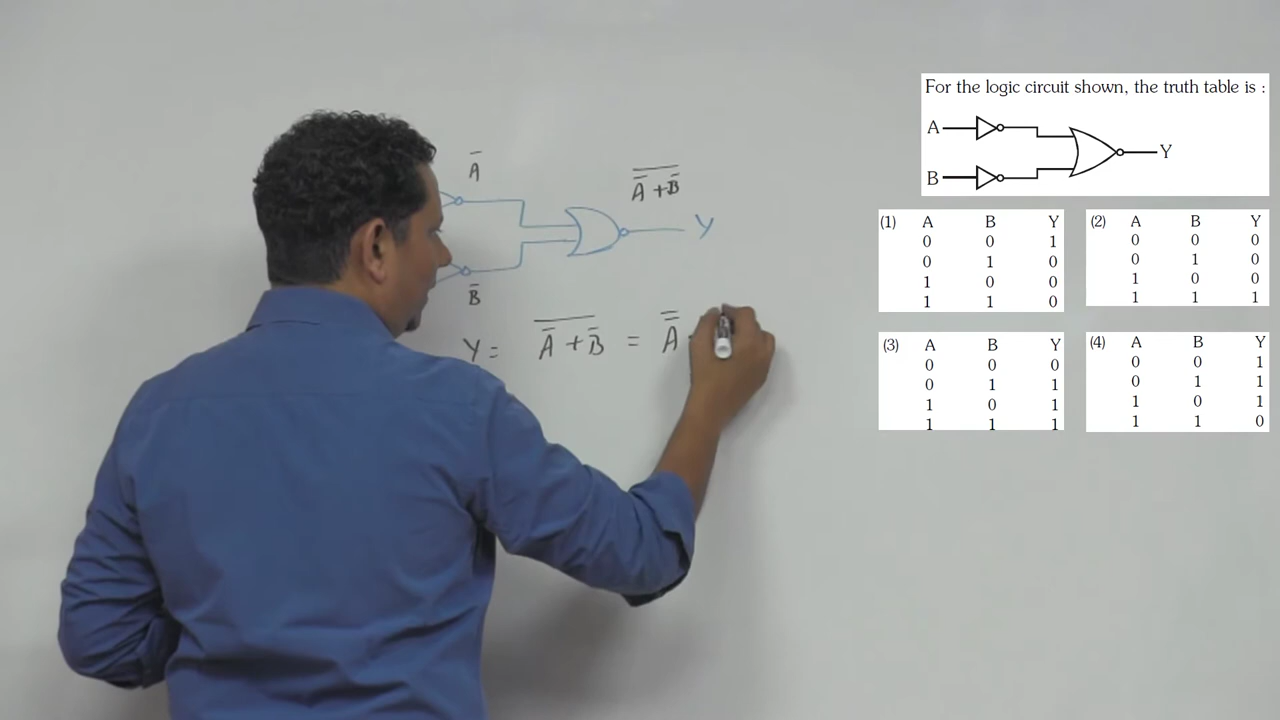 A̅
A̅ + B̅ (overlined)
Y
B̅
Y = \overline{A̅ + B̅} = \overline{A̅}
For the logic circuit shown, the truth table is :
A
B
Y
(1) A B Y
0 0 1
0 1 0
1 0 0
1 1 0
(2) A B Y
0 0 0
0 1 0
1 0 0
1 1 1
(3) A B Y
0 0 0
0 1 1
1 0 1
1 1 1
(4) A B Y
0 0 1
0 1 1
1 0 1
1 1 0